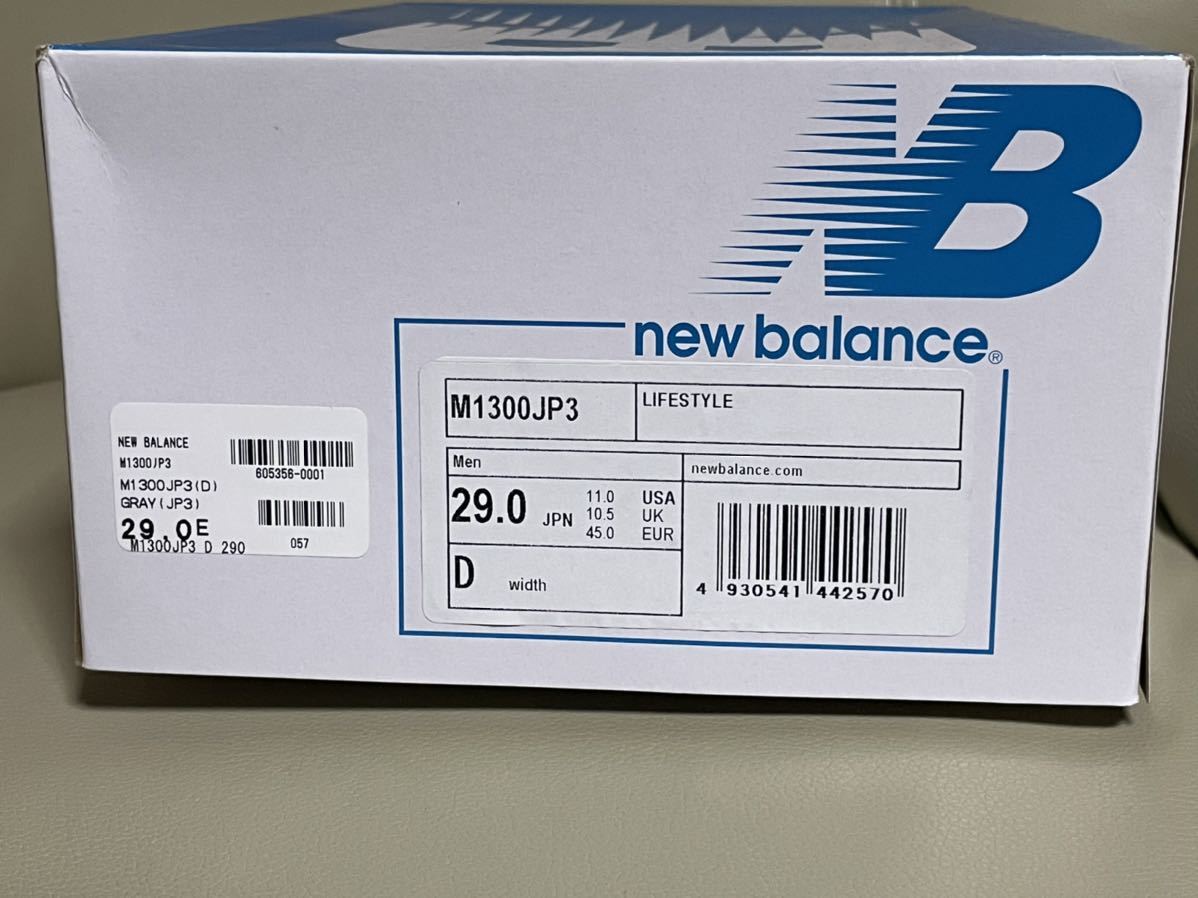 NB
new balance®
M1300JP3
LIFESTYLE
Men
newbalance.com
29.0 JPN
11.0 USA
10.5 UK
45.0 EUR
D width
4 930541 442570
NEW BALANCE
M1300JP3
605356-0001
M1300JP3(D)
GRAY(JP3)
29.0E
M1300JP3 D 290
057